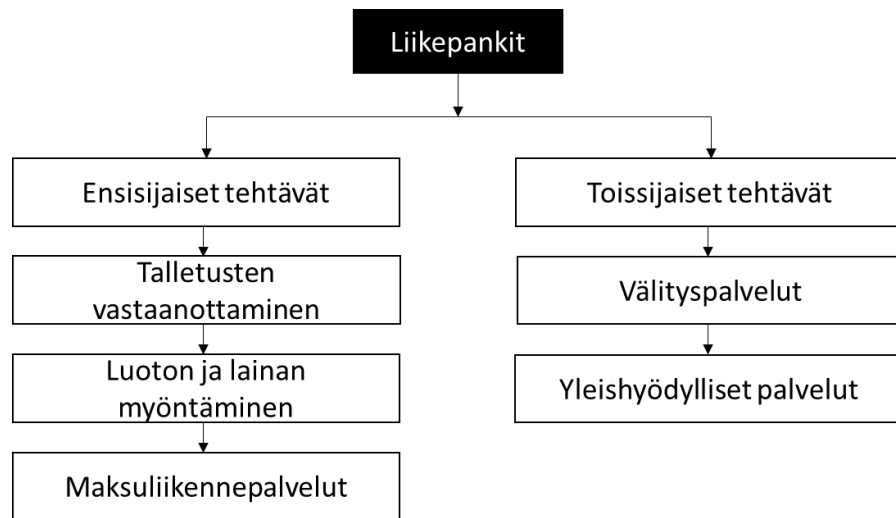 Liikepankit
Ensisijaiset tehtävät
Talletusten
vastaanottaminen
Luoton ja lainan
myöntäminen
Maksuliikennepalvelut
Toissijaiset tehtävät
Välityspalvelut
Yleishyödylliset palvelut